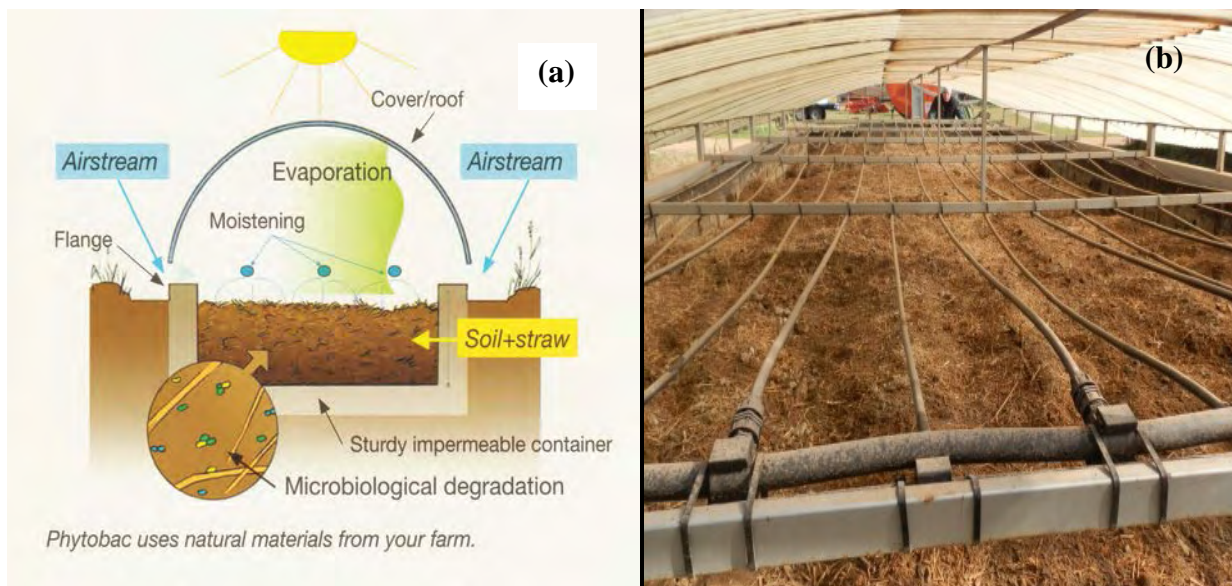 (a)
Cover/roof
Airstream
Evaporation
Airstream
Moistening
Flange
Soil+straw
Sturdy impermeable container
Microbiological degradation
Phytobac uses natural materials from your farm.
(b)